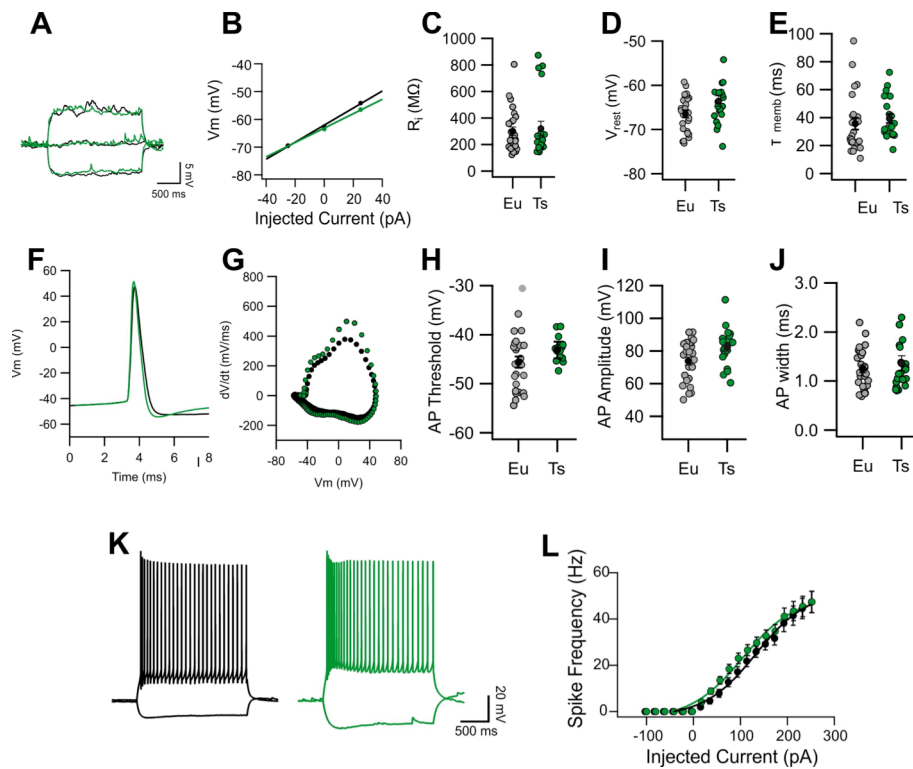 A
5 mV
500 ms
B
Vm (mV)
-50
-60
-70
-80
-40 -20 0 20 40
Injected Current (pA)
C
Ri (MΩ)
1000
800
600
400
200
0
Eu Ts
D
Vrest (mV)
-50
-60
-70
-80
Eu Ts
E
τ memb (ms)
100
80
60
40
20
0
Eu Ts
F
Vm(mV)
60
40
20
0
-20
-40
-60
0 2 4 6 8
Time (ms)
G
dV/dt (mV/ms)
800
600
400
200
0
-200
-80 -40 0 40 80
Vm (mV)
H
AP Threshold (mV)
-30
-40
-50
-60
Eu Ts
I
AP Amplitude (mV)
120
100
80
60
40
Eu Ts
J
AP width (ms)
3.0
2.0
1.0
0.0
Eu Ts
K
20 mV
500 ms
L
Spike Frequency (Hz)
60
40
20
0
-100 0 100 200 300
Injected Current (pA)